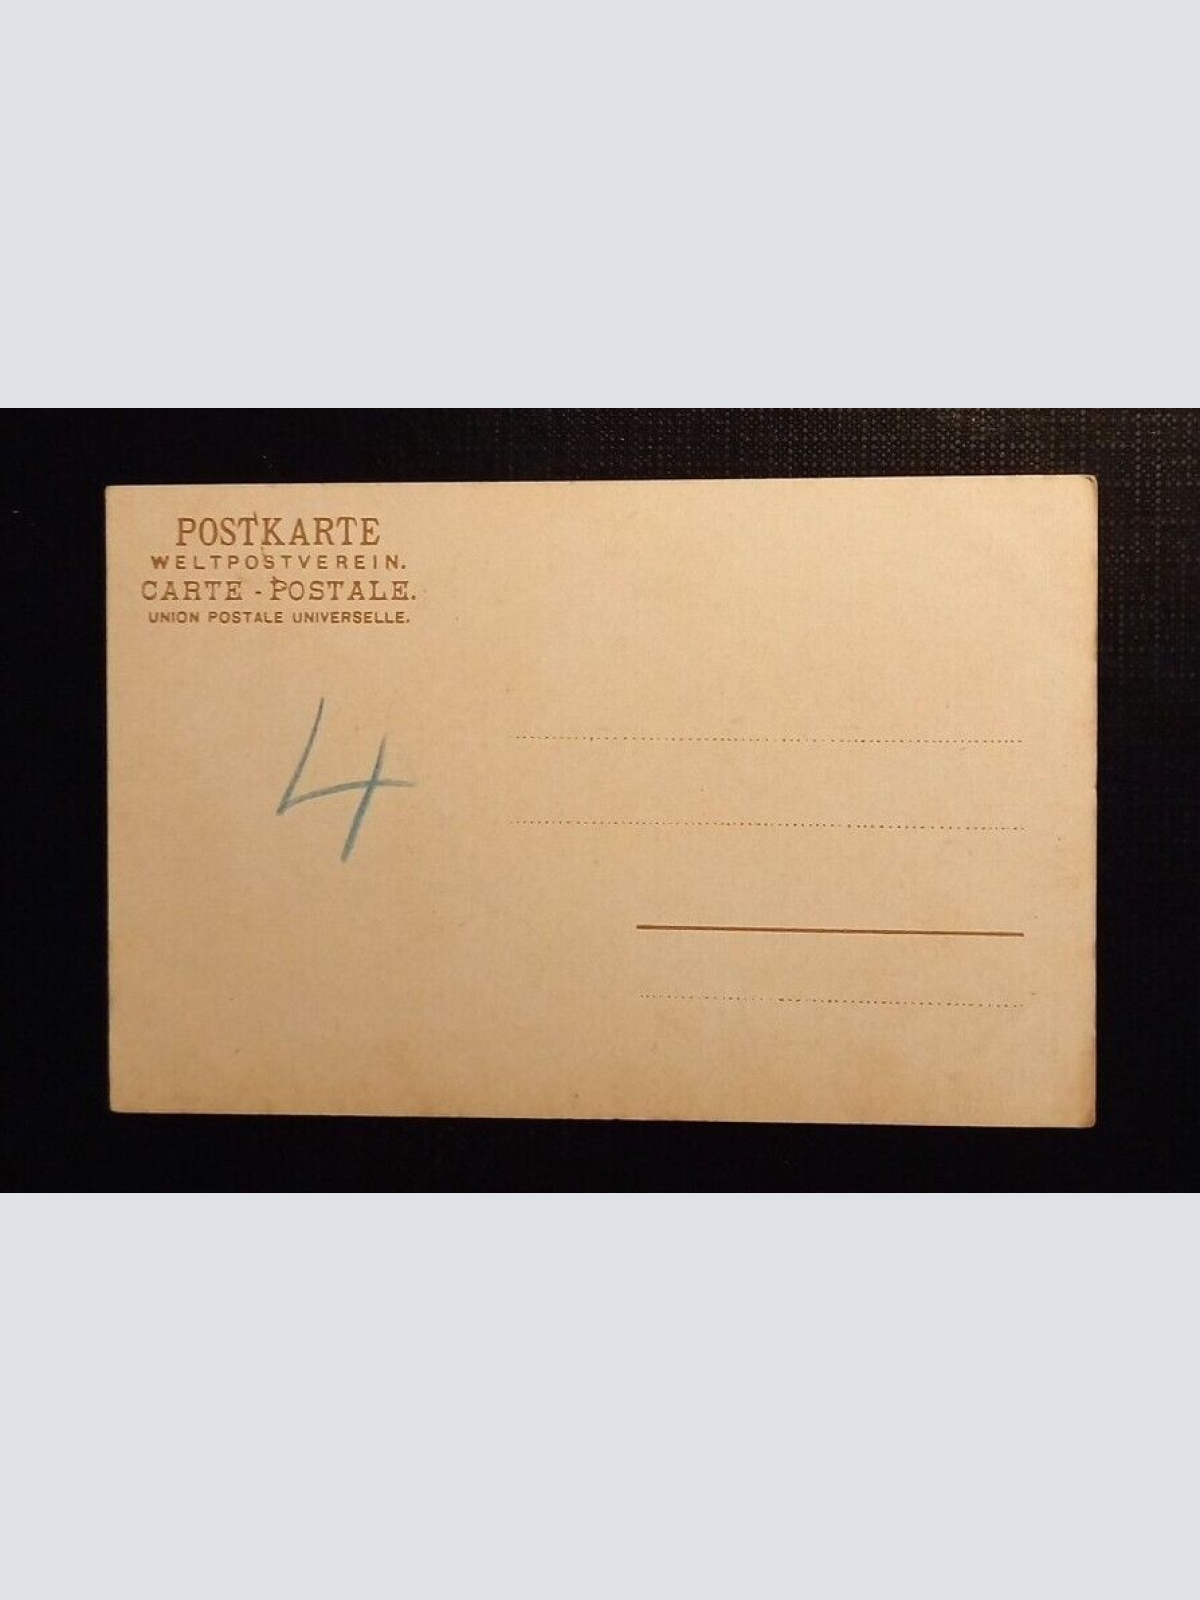 POSTKARTE
WELTPOSTVEREIN.
CARTE - POSTALE.
UNION POSTALE UNIVERSELLE.
4